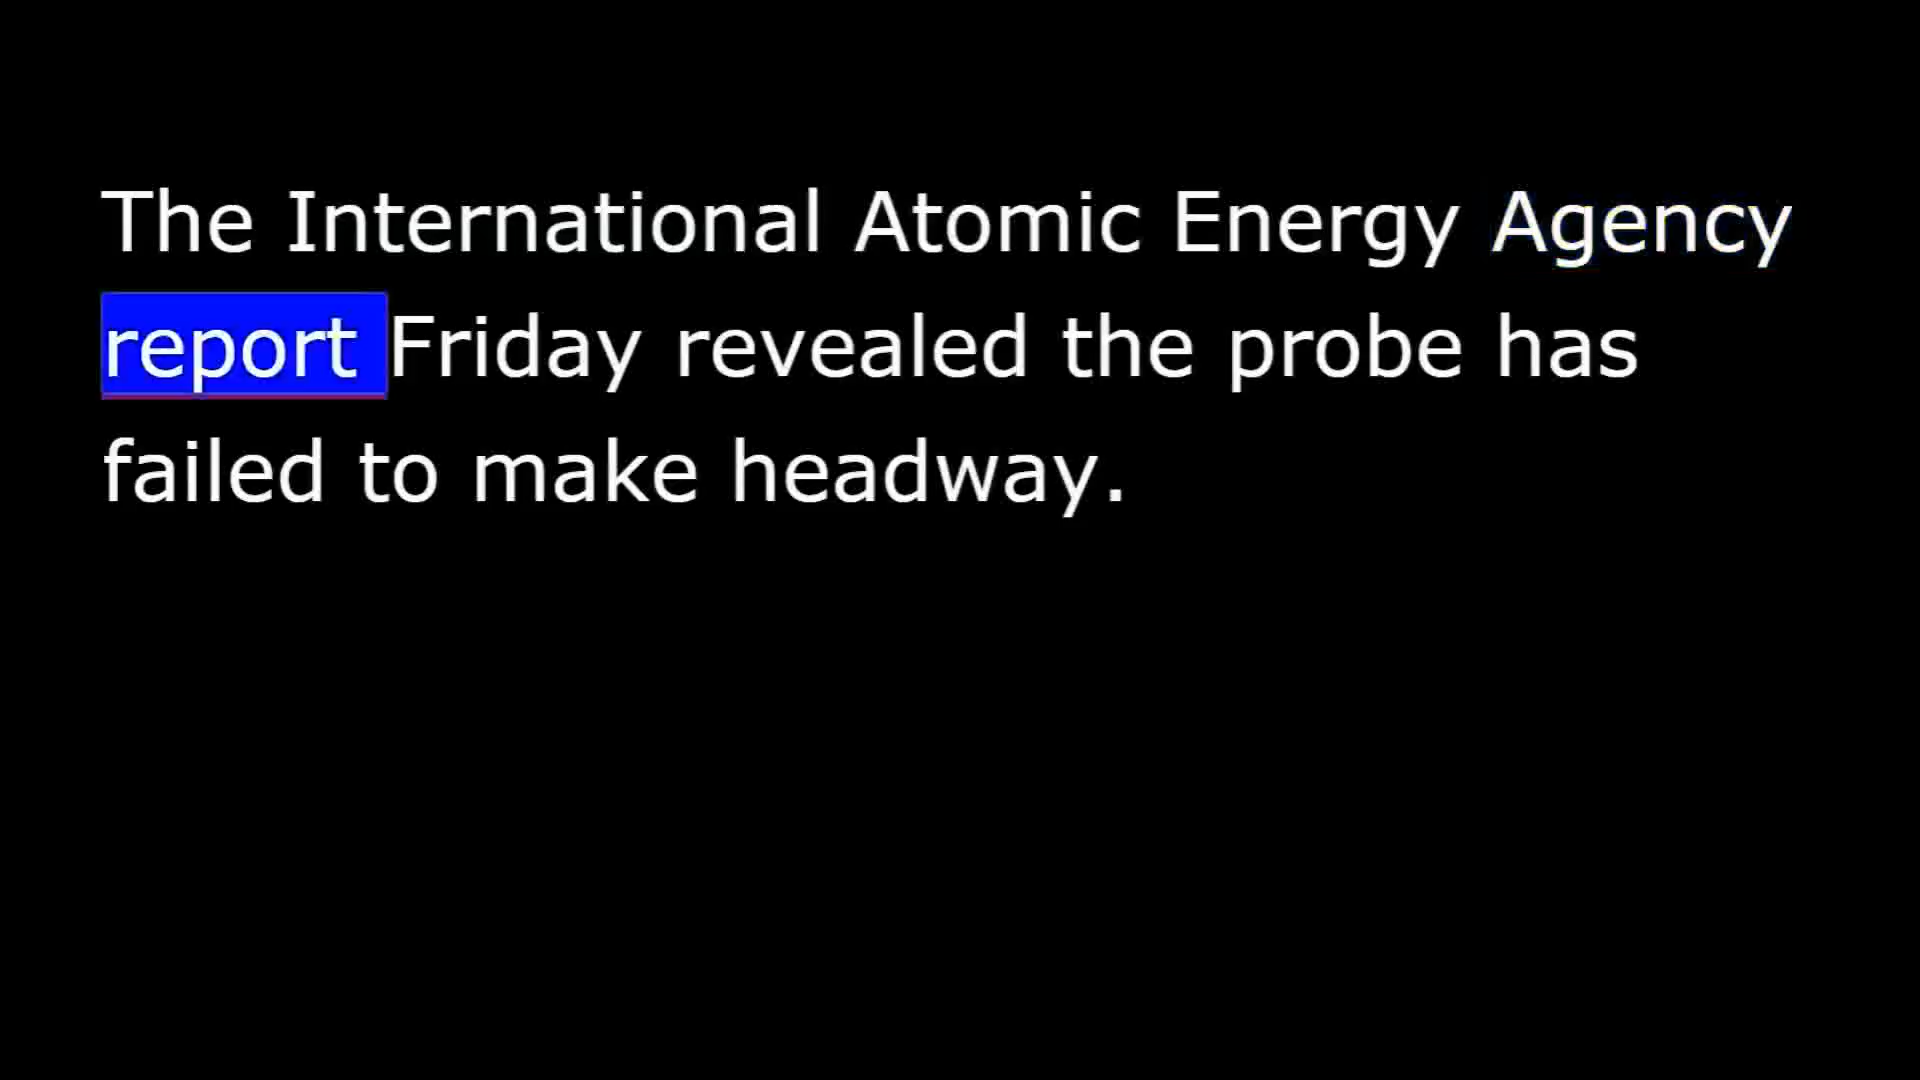 The International Atomic Energy Agency
report Friday revealed the probe has
failed to make headway.